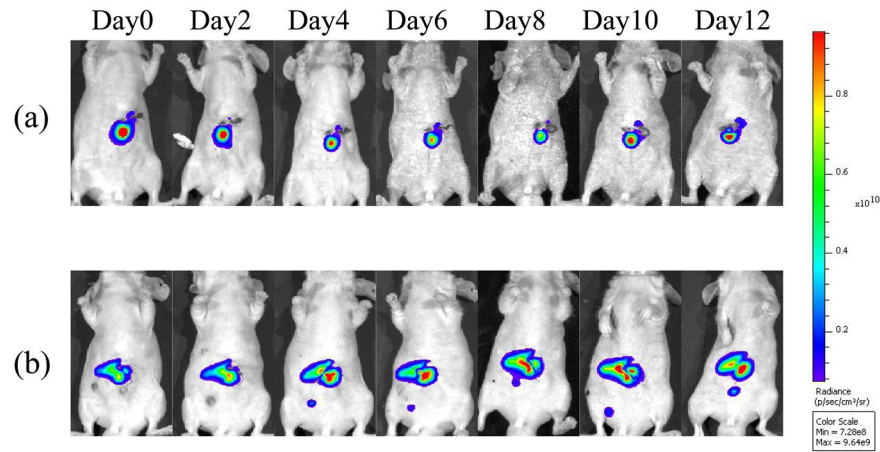 Day0 Day2 Day4 Day6 Day8 Day10 Day12
(a)
0.8
0.6
x10¹⁰
0.4
(b)
0.2
Radiance
(p/sec/cm²/sr)
Color Scale
Min = 7.28e8
Max = 9.64e9